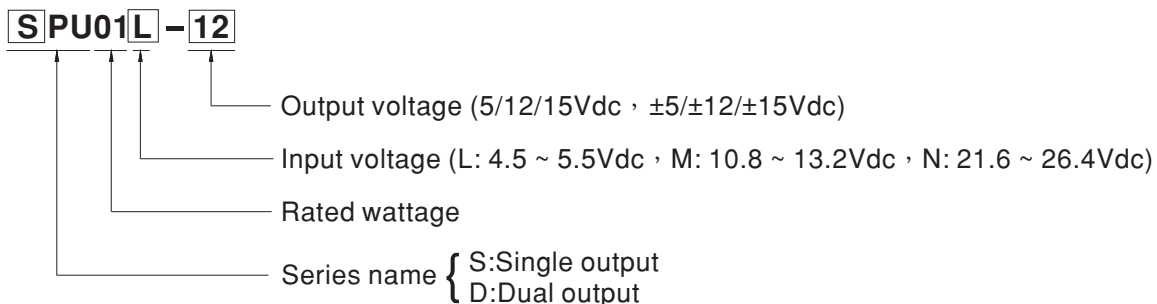 SPU01L-12
Output voltage (5/12/15Vdc，±5/±12/±15Vdc)
Input voltage (L: 4.5 ~ 5.5Vdc，M: 10.8 ~ 13.2Vdc，N: 21.6 ~ 26.4Vdc)
Rated wattage
Series name { S:Single output
D:Dual output